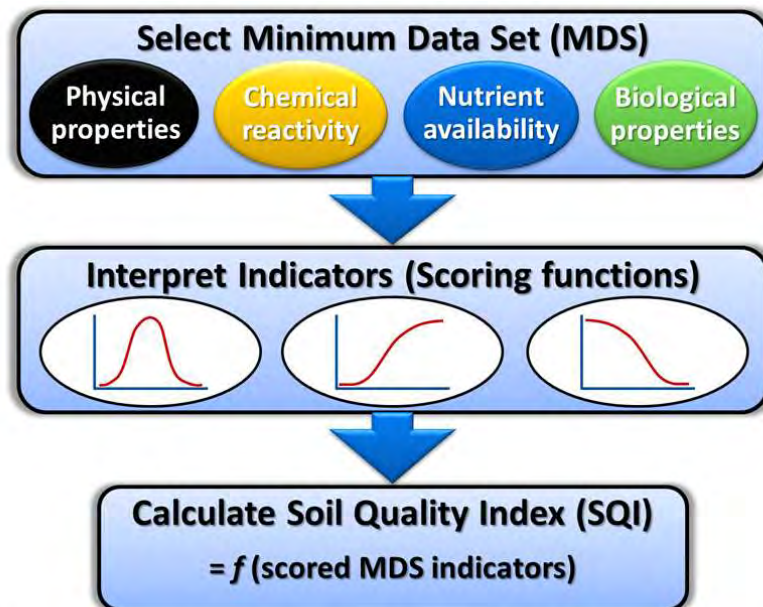 Select Minimum Data Set (MDS)
Physical
properties
Chemical
reactivity
Nutrient
availability
Biological
properties
Interpret Indicators (Scoring functions)
Calculate Soil Quality Index (SQI)
= f (scored MDS indicators)